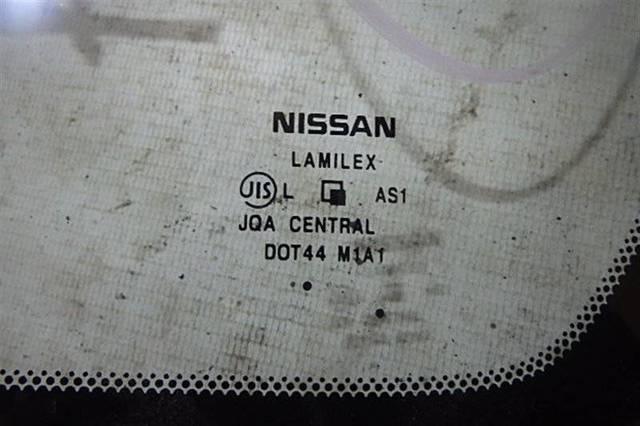 NISSAN
LAMILEX
JIS L AS1
JQA CENTRAL
DOT44 M1A1